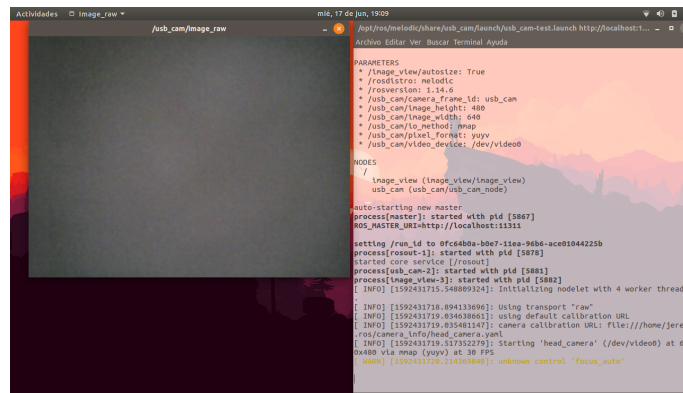 Actividades Image_raw mié, 17 de jun, 19:09
/usb_cam/image_raw
/opt/ros/melodic/share/usb_cam/launch/usb_cam-test.launch http://localhost:1...
Archivo Editar Ver Buscar Terminal Ayuda
PARAMETERS
* /image_view/autosize: True
* /rosdistro: melodic
* /rosversion: 1.14.6
* /usb_cam/camera_frame_id: usb_cam
* /usb_cam/image_height: 480
* /usb_cam/image_width: 640
* /usb_cam/io_method: mmap
* /usb_cam/pixel_format: yuyv
* /usb_cam/video_device: /dev/video0
NODES
/
image_view (image_view/image_view)
usb_cam (usb_cam/usb_cam_node)
auto-starting new master
process[master]: started with pid [5867]
ROS_MASTER_URI=http://localhost:11311
setting /run_id to 0fc64b0a-b0e7-11ea-96b6-ace01044225b
process[rosout-1]: started with pid [5878]
started core service [/rosout]
process[usb_cam-2]: started with pid [5881]
process[image_view-3]: started with pid [5882]
[ INFO] [1592431715.548809324]: Initializing nodelet with 4 worker thread
.
[ INFO] [1592431718.894133696]: Using transport "raw"
[ INFO] [1592431719.034638661]: using default calibration URL
[ INFO] [1592431719.035481147]: camera calibration URL: file:///home/jere
.ros/camera_info/head_camera.yaml
[ INFO] [1592431719.517352279]: Starting 'head_camera' (/dev/video0) at 6
0x480 via mmap (yuyv) at 30 FPS
[ WARN] unknown control 'focus_auto'